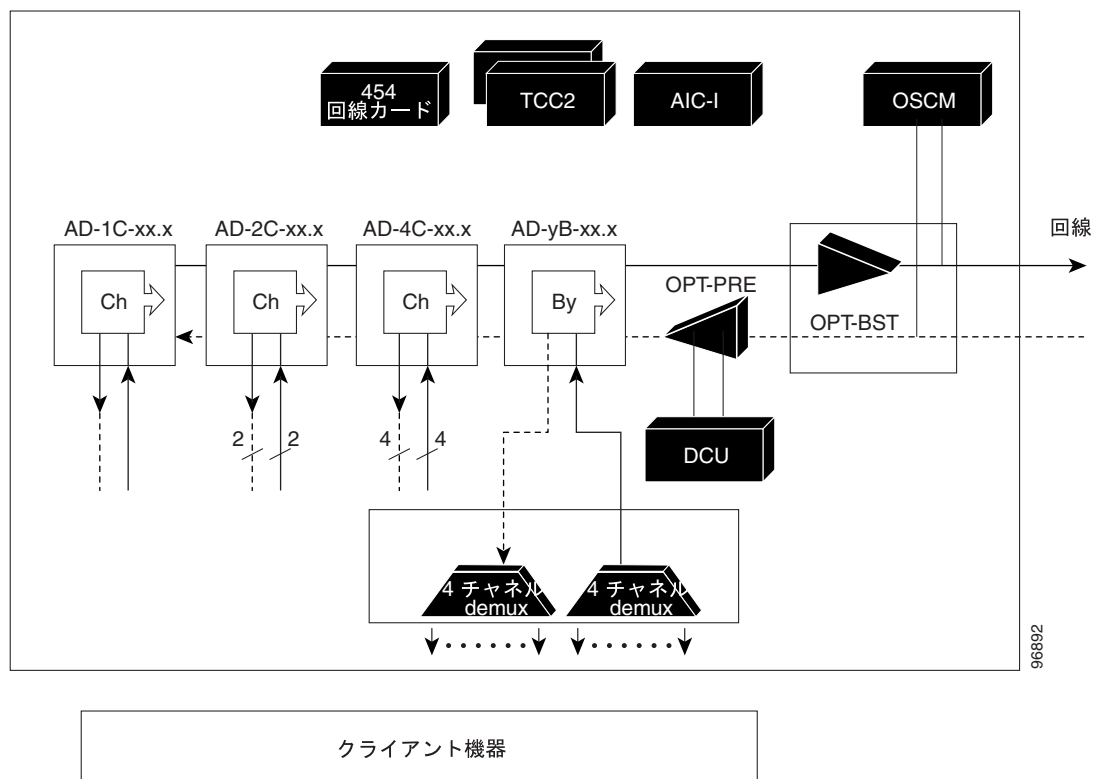 454
回線カード
TCC2
AIC-I
OSCM
AD-1C-xx.x
AD-2C-xx.x
AD-4C-xx.x
AD-yB-xx.x
回線
Ch
Ch
Ch
By
OPT-PRE
OPT-BST
2
2
4
4
DCU
4 チャネル
demux
4 チャネル
demux
96892
クライアント機器